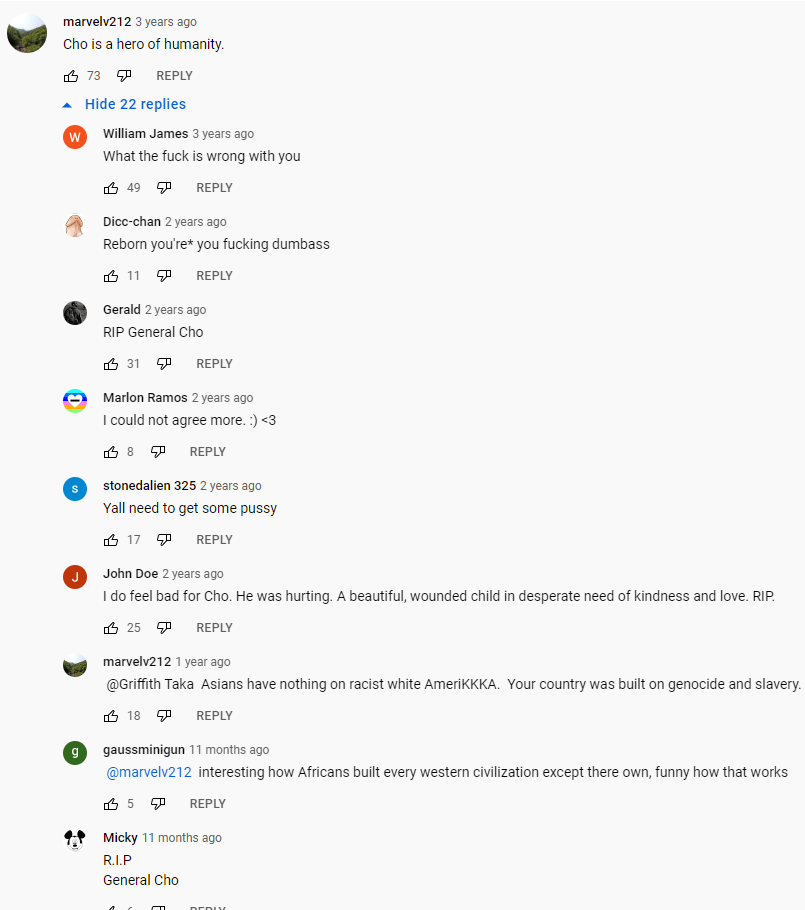 marvelv212 3 years ago
Cho is a hero of humanity.
73 REPLY
Hide 22 replies
W
William James 3 years ago
What the fuck is wrong with you
49 REPLY
Dicc-chan 2 years ago
Reborn you're* you fucking dumbass
11 REPLY
Gerald 2 years ago
RIP General Cho
31 REPLY
Marlon Ramos 2 years ago
I could not agree more. :) <3
8 REPLY
s
stonedalien 325 2 years ago
Yall need to get some pussy
17 REPLY
J
John Doe 2 years ago
I do feel bad for Cho. He was hurting. A beautiful, wounded child in desperate need of kindness and love. RIP.
25 REPLY
marvelv212 1 year ago
@Griffith Taka Asians have nothing on racist white AmeriKKKA. Your country was built on genocide and slavery.
18 REPLY
g
gaussminigun 11 months ago
@marvelv212 interesting how Africans built every western civilization except there own, funny how that works
5 REPLY
Micky 11 months ago
R.I.P
General Cho
REPLY